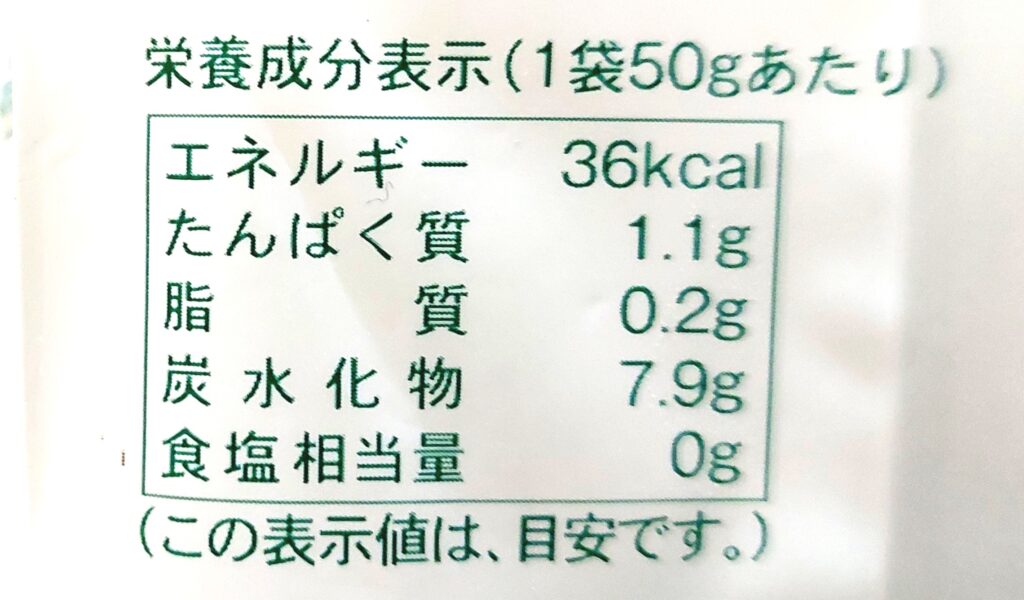 栄養成分表示(1袋50gあたり)
エネルギー 36kcal
たんぱく質 1.1g
脂質 0.2g
炭水化物 7.9g
食塩相当量 0g
(この表示値は、目安です。)